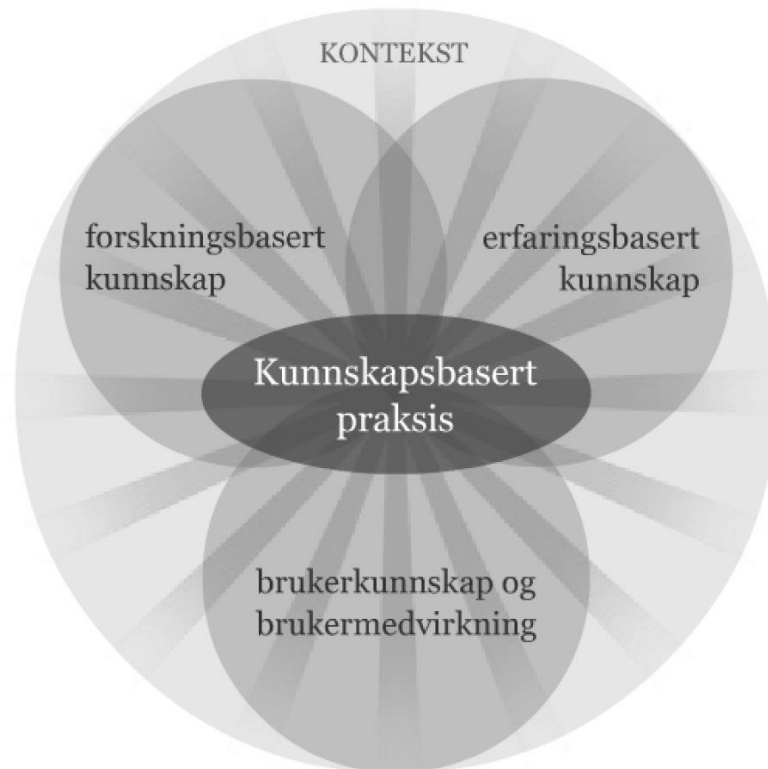 KONTEKST
forskningsbasert
kunnskap
erfaringsbasert
kunnskap
Kunnskapsbasert
praksis
brukerkunnskap og
brukermedvirkning